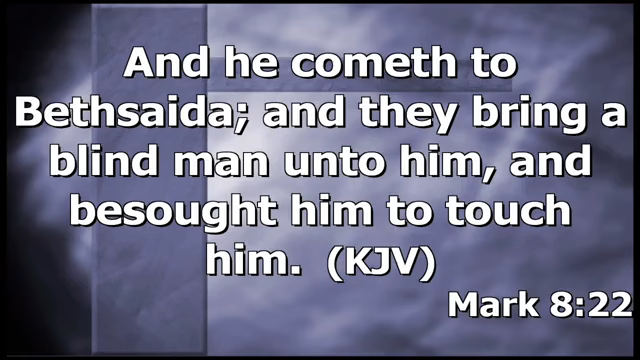 And he cometh to
Bethsaida; and they bring a
blind man unto him, and
besought him to touch
him.  (KJV)
Mark 8:22